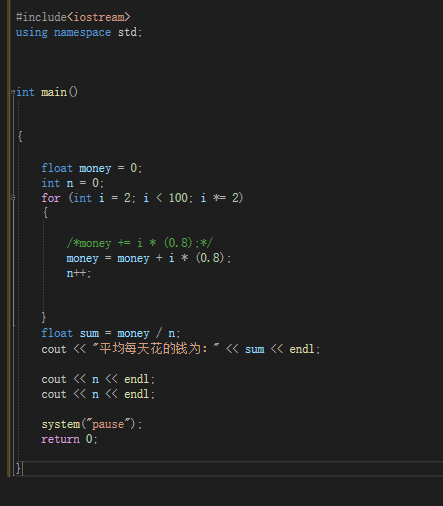 #include<iostream>
using namespace std;
int main()
{
float money = 0;
int n = 0;
for (int i = 2; i < 100; i *= 2)
{
/*money += i * (0.8);*/
money = money + i * (0.8);
n++;
}
float sum = money / n;
cout << "平均每天花的钱为：" << sum << endl;
cout << n << endl;
cout << n << endl;
system("pause");
return 0;
}